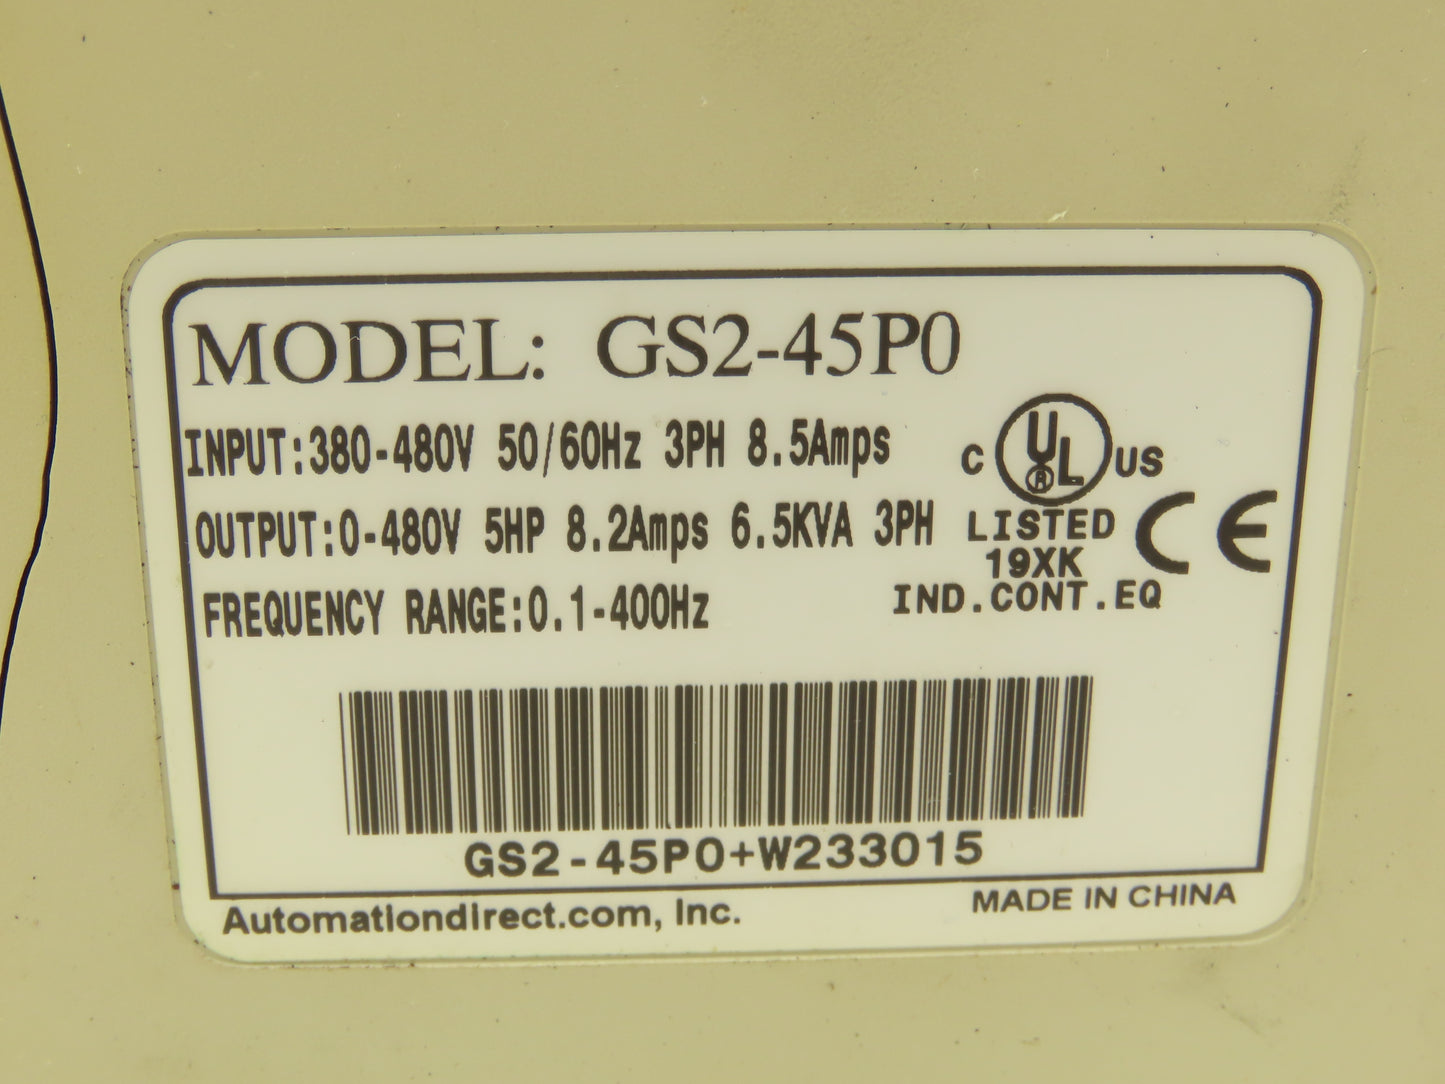 MODEL: GS2-45P0
INPUT:380-480V 50/60Hz 3PH 8.5Amps
OUTPUT:0-480V 5HP 8.2Amps 6.5KVA 3PH
FREQUENCY RANGE:0.1-400Hz
C UL ® US
LISTED
19XK
IND.CONT.EQ
CE
GS2-45P0+W233015
Automationdirect.com, Inc.
MADE IN CHINA